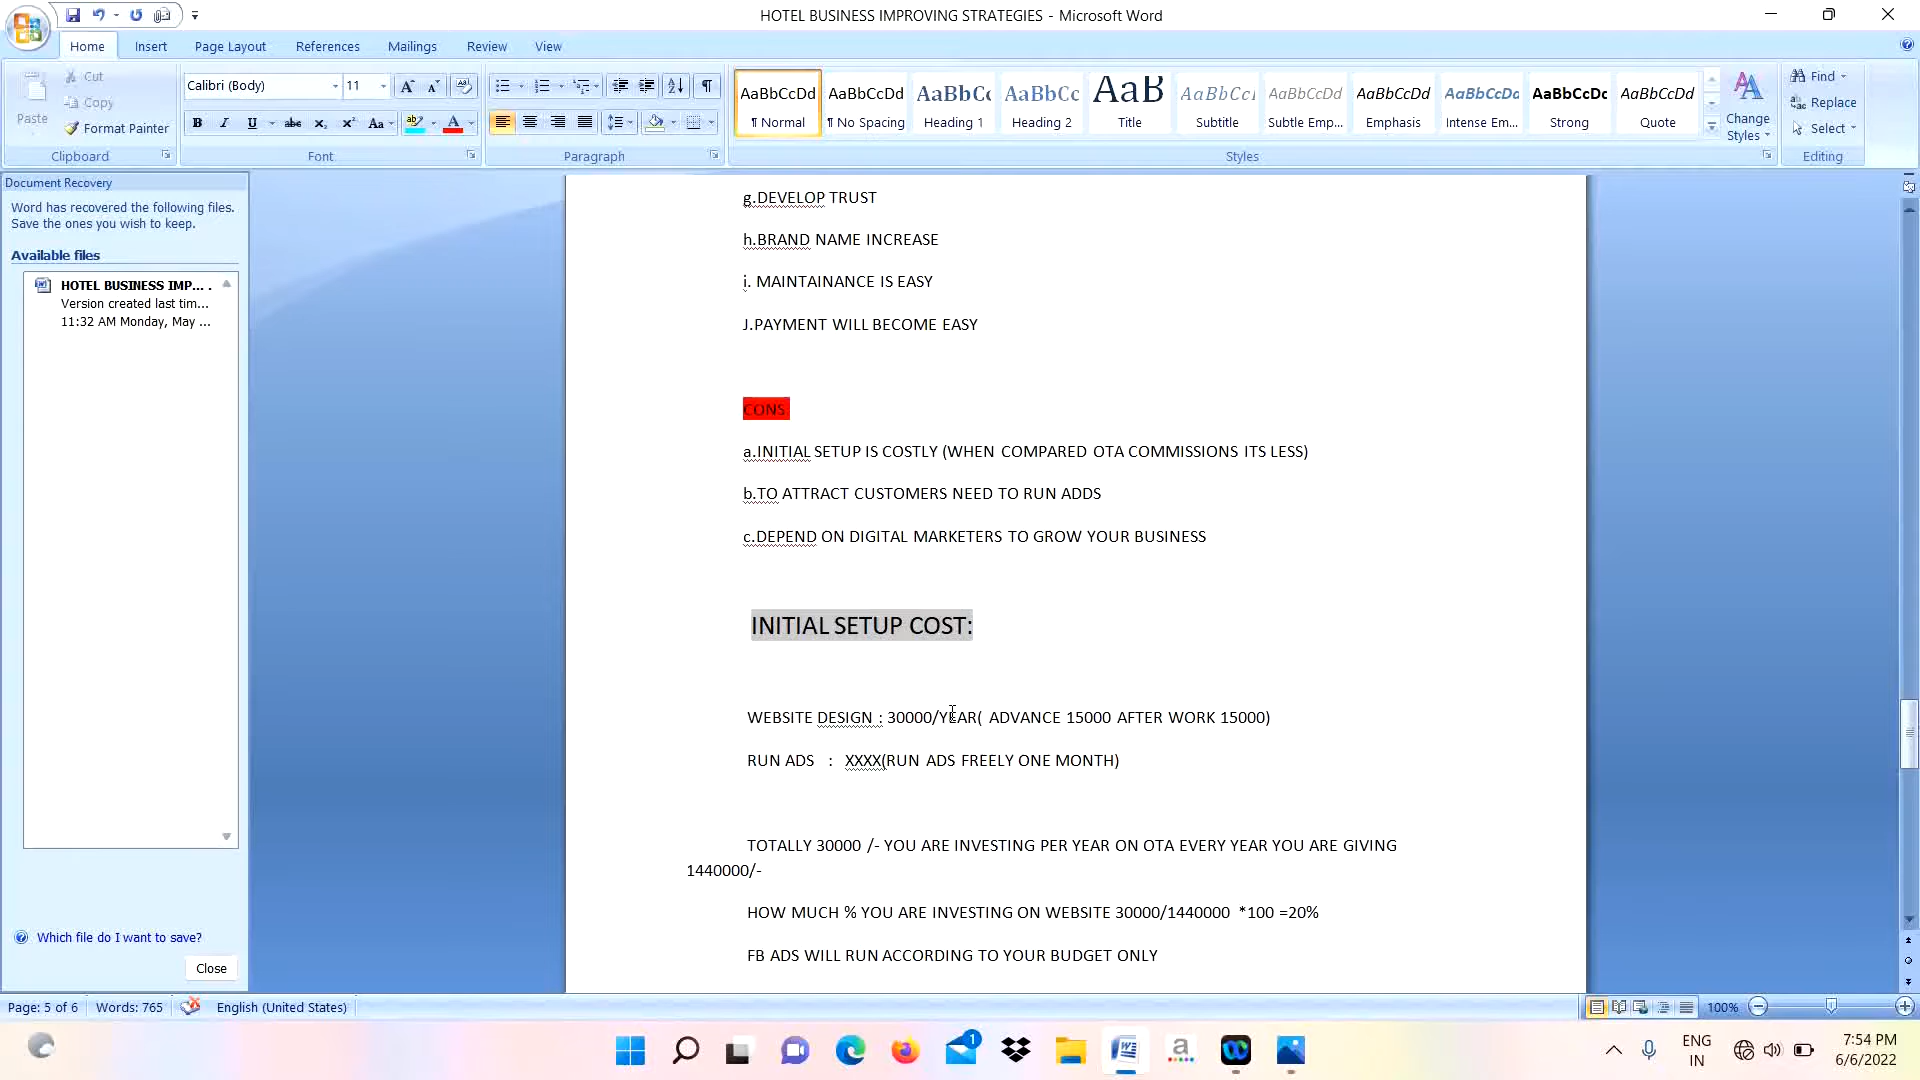 HOTEL BUSINESS IMPROVING STRATEGIES - Microsoft Word
Home Insert Page Layout References Mailings Review View
Paste
Cut
Copy
Format Painter
Clipboard
Calibri (Body) 11
Font
Paragraph
AaBbCcDd AaBbCcDd AaBbCc AaBbCc AaB AaBbCcI AaBbCcDd AaBbCcDd AaBbCcDd AaBbCcDc AaBbCcDd
¶ Normal ¶ No Spacing Heading 1 Heading 2 Title Subtitle Subtle Emp... Emphasis Intense Em... Strong Quote
Change Styles
Styles
Find
Replace
Select
Editing
Document Recovery
Word has recovered the following files.
Save the ones you wish to keep.
Available files
HOTEL BUSINESS IMP... .
Version created last tim...
11:32 AM Monday, May ...
Which file do I want to save?
Close
g.DEVELOP TRUST
h.BRAND NAME INCREASE
i. MAINTAINANCE IS EASY
J.PAYMENT WILL BECOME EASY
CONS
a.INITIAL SETUP IS COSTLY (WHEN COMPARED OTA COMMISSIONS ITS LESS)
b.TO ATTRACT CUSTOMERS NEED TO RUN ADDS
c.DEPEND ON DIGITAL MARKETERS TO GROW YOUR BUSINESS
INITIAL SETUP COST:
WEBSITE DESIGN : 30000/YEAR( ADVANCE 15000 AFTER WORK 15000)
RUN ADS : XXXX(RUN ADS FREELY ONE MONTH)
TOTALLY 30000 /- YOU ARE INVESTING PER YEAR ON OTA EVERY YEAR YOU ARE GIVING
1440000/-
HOW MUCH % YOU ARE INVESTING ON WEBSITE 30000/1440000 *100 =20%
FB ADS WILL RUN ACCORDING TO YOUR BUDGET ONLY
Page: 5 of 6 Words: 765 English (United States) 100%
1
ENG
IN
7:54 PM
6/6/2022